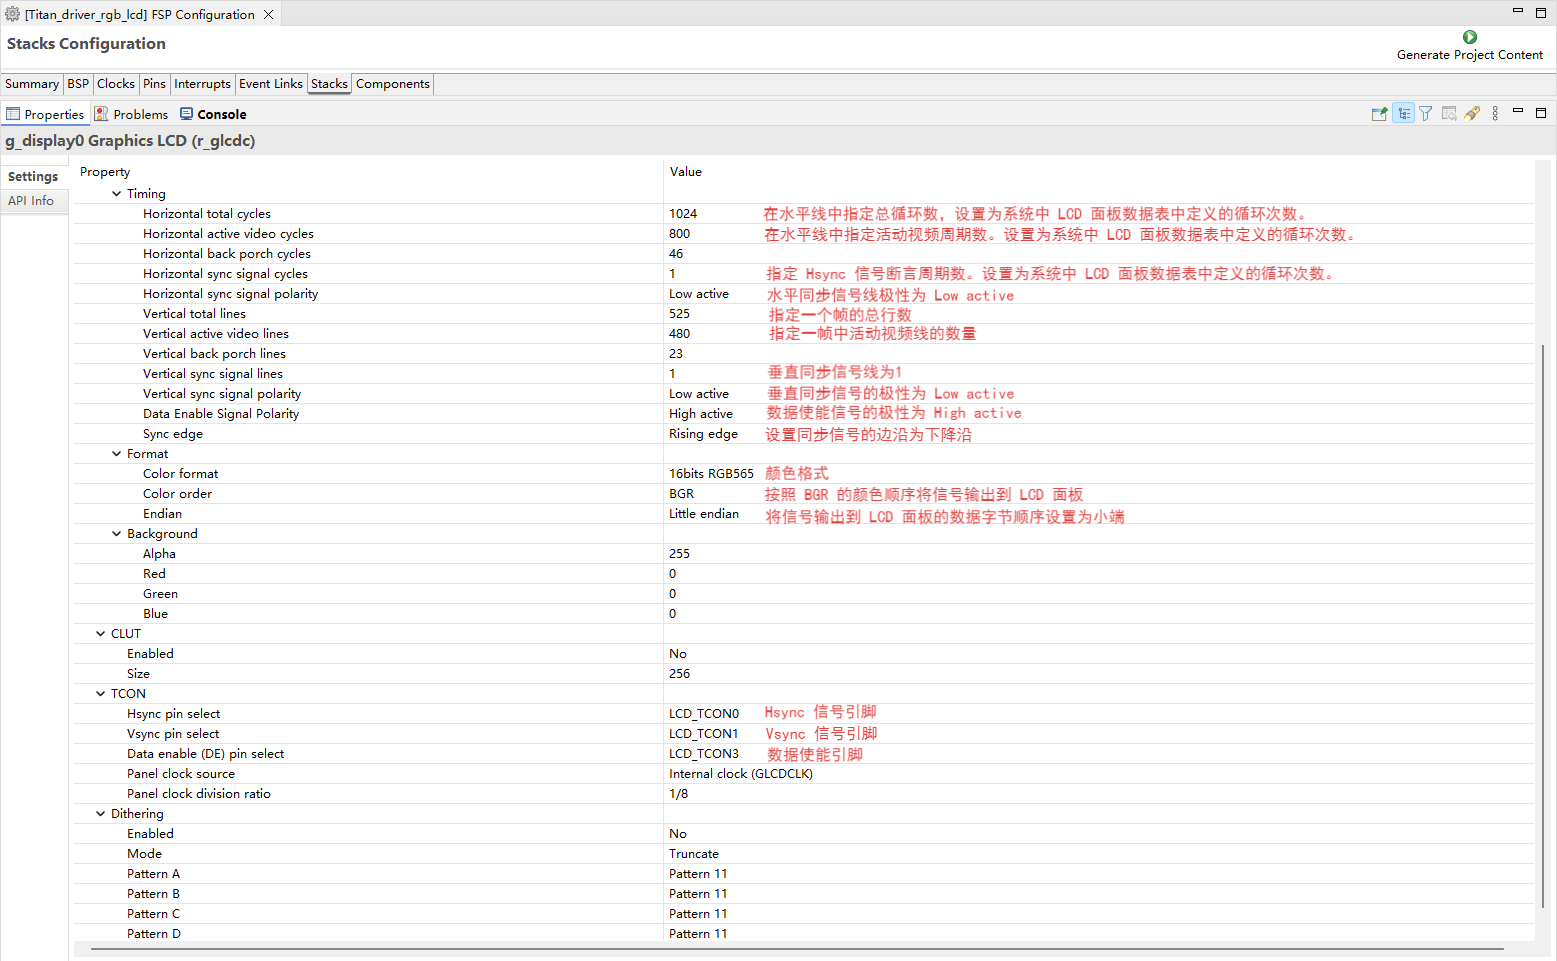 [Titan_driver_rgb_lcd] FSP Configuration
Stacks Configuration
Generate Project Content
Summary BSP Clocks Pins Interrupts Event Links Stacks Components
Properties Problems Console
g_display0 Graphics LCD (r_glcdc)
Settings
API Info
Property Value
Timing
Horizontal total cycles 1024 在水平线中指定总循环数，设置为系统中 LCD 面板数据表中定义的循环次数。
Horizontal active video cycles 800 在水平线中指定活动视频周期数。设置为系统中 LCD 面板数据表中定义的循环次数。
Horizontal back porch cycles 46
Horizontal sync signal cycles 1 指定 Hsync 信号断言周期数。设置为系统中 LCD 面板数据表中定义的循环次数。
Horizontal sync signal polarity Low active 水平同步信号线极性为 Low active
Vertical total lines 525 指定一个帧的总行数
Vertical active video lines 480 指定一帧中活动视频线的数量
Vertical back porch lines 23
Vertical sync signal lines 1 垂直同步信号线为1
Vertical sync signal polarity Low active 垂直同步信号的极性为 Low active
Data Enable Signal Polarity High active 数据使能信号的极性为 High active
Sync edge Rising edge 设置同步信号的边沿为下降沿
Format
Color format 16bits RGB565 颜色格式
Color order BGR 按照 BGR 的颜色顺序将信号输出到 LCD 面板
Endian Little endian 将信号输出到 LCD 面板的数据字节顺序设置为小端
Background
Alpha 255
Red 0
Green 0
Blue 0
CLUT
Enabled No
Size 256
TCON
Hsync pin select LCD_TCON0 Hsync 信号引脚
Vsync pin select LCD_TCON1 Vsync 信号引脚
Data enable (DE) pin select LCD_TCON3 数据使能引脚
Panel clock source Internal clock (GLCDCLK)
Panel clock division ratio 1/8
Dithering
Enabled No
Mode Truncate
Pattern A Pattern 11
Pattern B Pattern 11
Pattern C Pattern 11
Pattern D Pattern 11